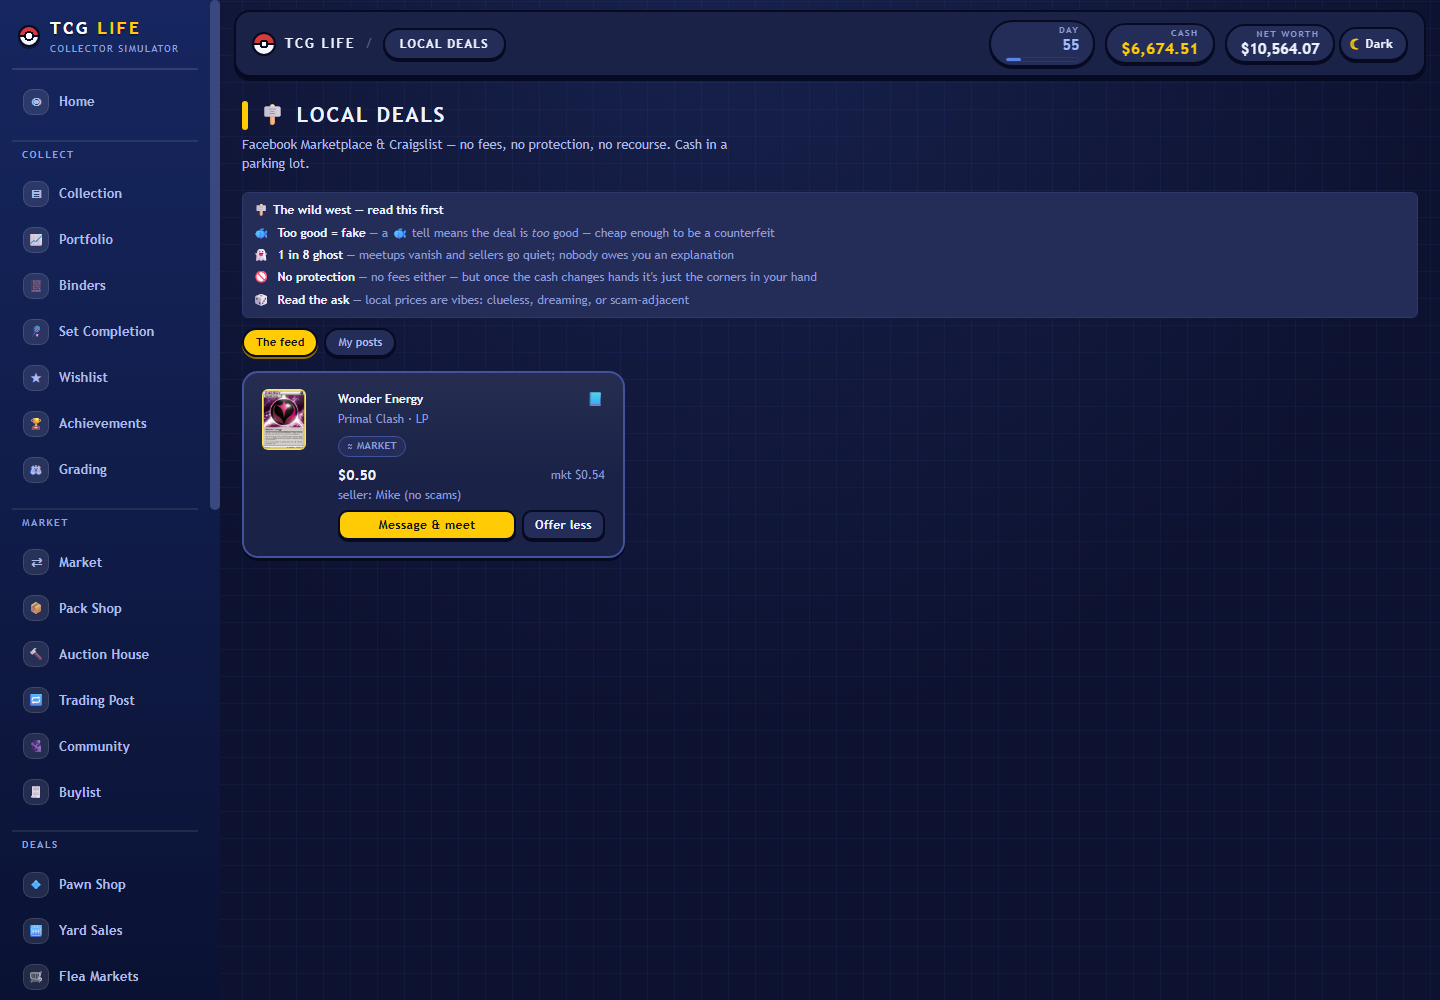 TCG LIFE
COLLECTOR SIMULATOR
Home
COLLECT
Collection
Portfolio
Binders
Set Completion
Wishlist
Achievements
Grading
MARKET
Market
Pack Shop
Auction House
Trading Post
Community
Buylist
DEALS
Pawn Shop
Yard Sales
Flea Markets
TCG LIFE / LOCAL DEALS
DAY
55
CASH
$6,674.51
NET WORTH
$10,564.07
Dark
LOCAL DEALS
Facebook Marketplace & Craigslist — no fees, no protection, no recourse. Cash in a
parking lot.
The wild west — read this first
Too good = fake — a tell means the deal is too good — cheap enough to be a counterfeit
1 in 8 ghost — meetups vanish and sellers go quiet; nobody owes you an explanation
No protection — no fees either — but once the cash changes hands it's just the corners in your hand
Read the ask — local prices are vibes: clueless, dreaming, or scam-adjacent
The feed
My posts
Wonder Energy
Primal Clash · LP
≈ MARKET
$0.50
mkt $0.54
seller: Mike (no scams)
Message & meet
Offer less